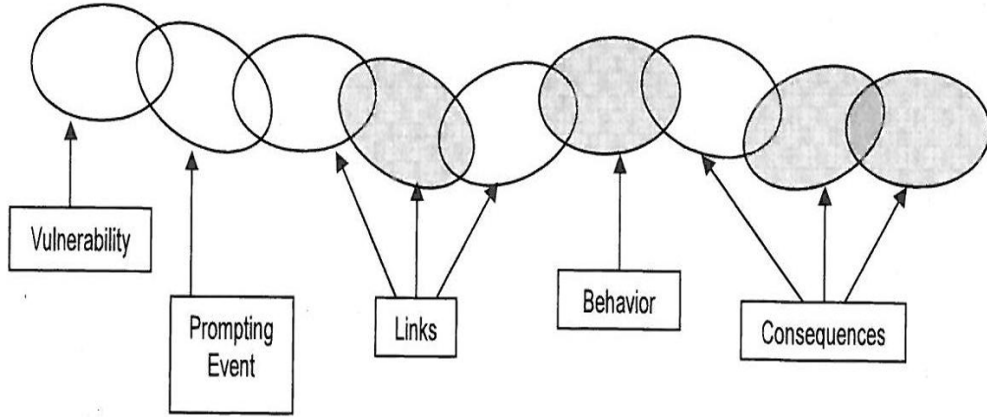 Vulnerability
Prompting
Event
Links
Behavior
Consequences